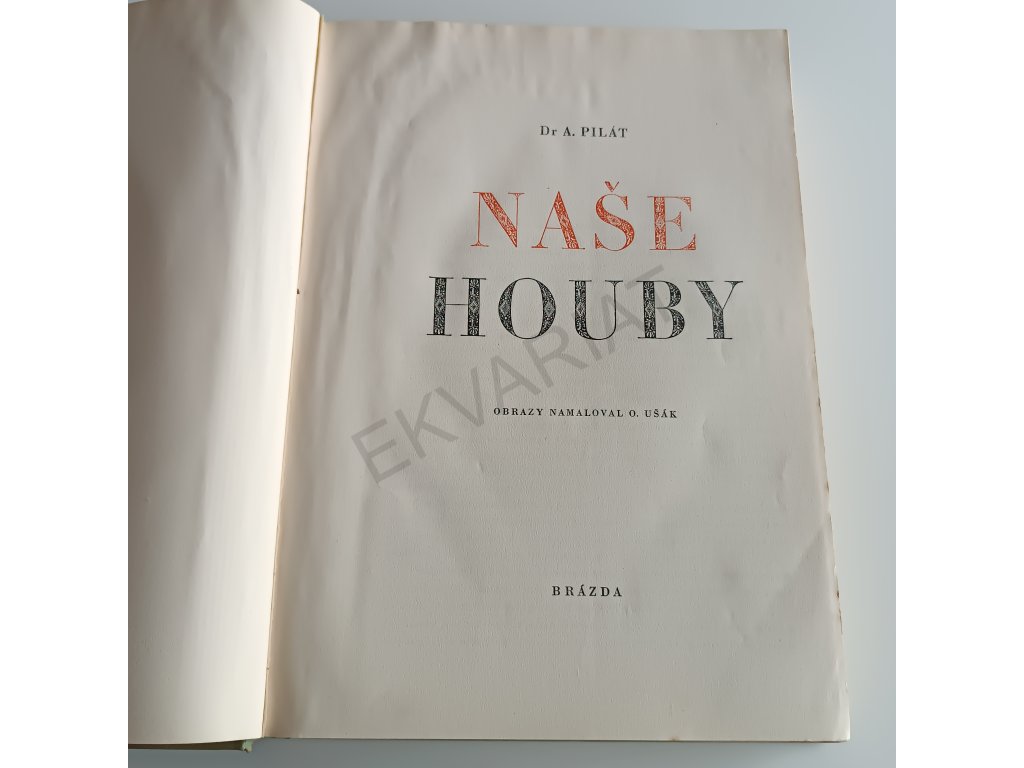 Dr A. PILÁT
NAŠE
HOUBY
EKVARIAT
OBRAZY NAMALOVAL O. UŠÁK
BRÁZDA